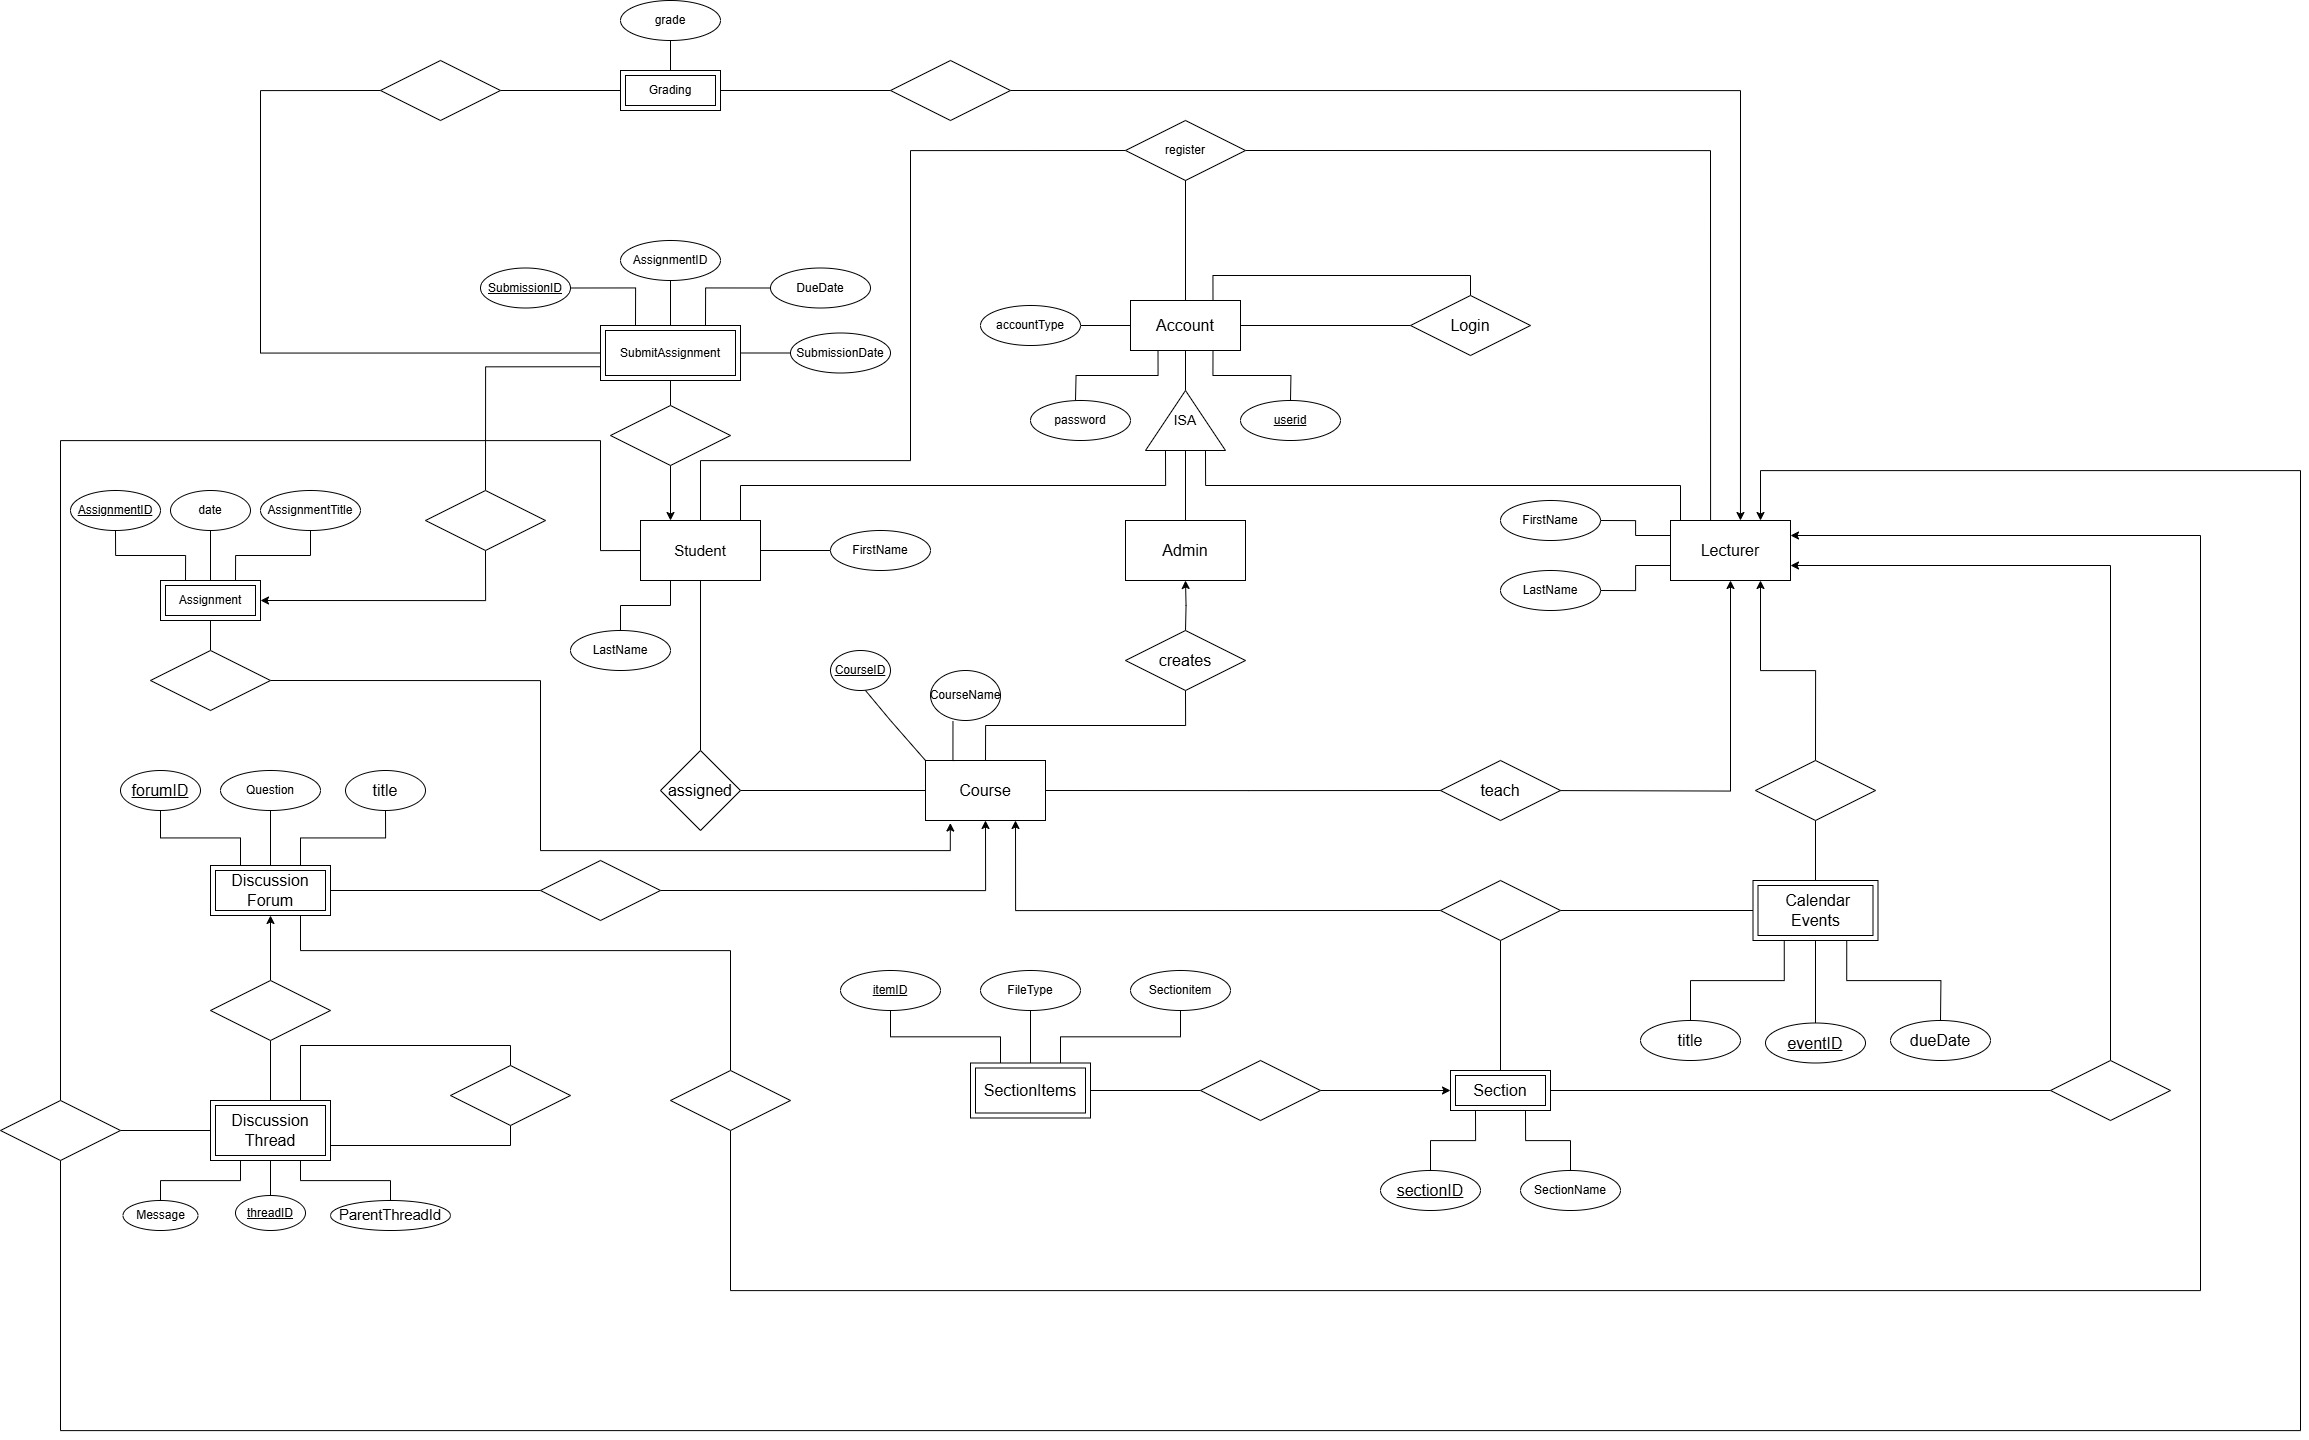 grade
Grading
register
AssignmentID
SubmissionID
DueDate
accountType
Account
Login
SubmitAssignment
SubmissionDate
password
ISA
userid
AssignmentID
date
AssignmentTitle
FirstName
Student
FirstName
Admin
Lecturer
LastName
Assignment
LastName
creates
CourseID
CourseName
forumID
Question
title
assigned
Course
teach
Discussion
Forum
Calendar
Events
itemID
FileType
Sectionitem
title
eventID
dueDate
SectionItems
Section
Discussion
Thread
sectionID
SectionName
Message
threadID
ParentThreadId